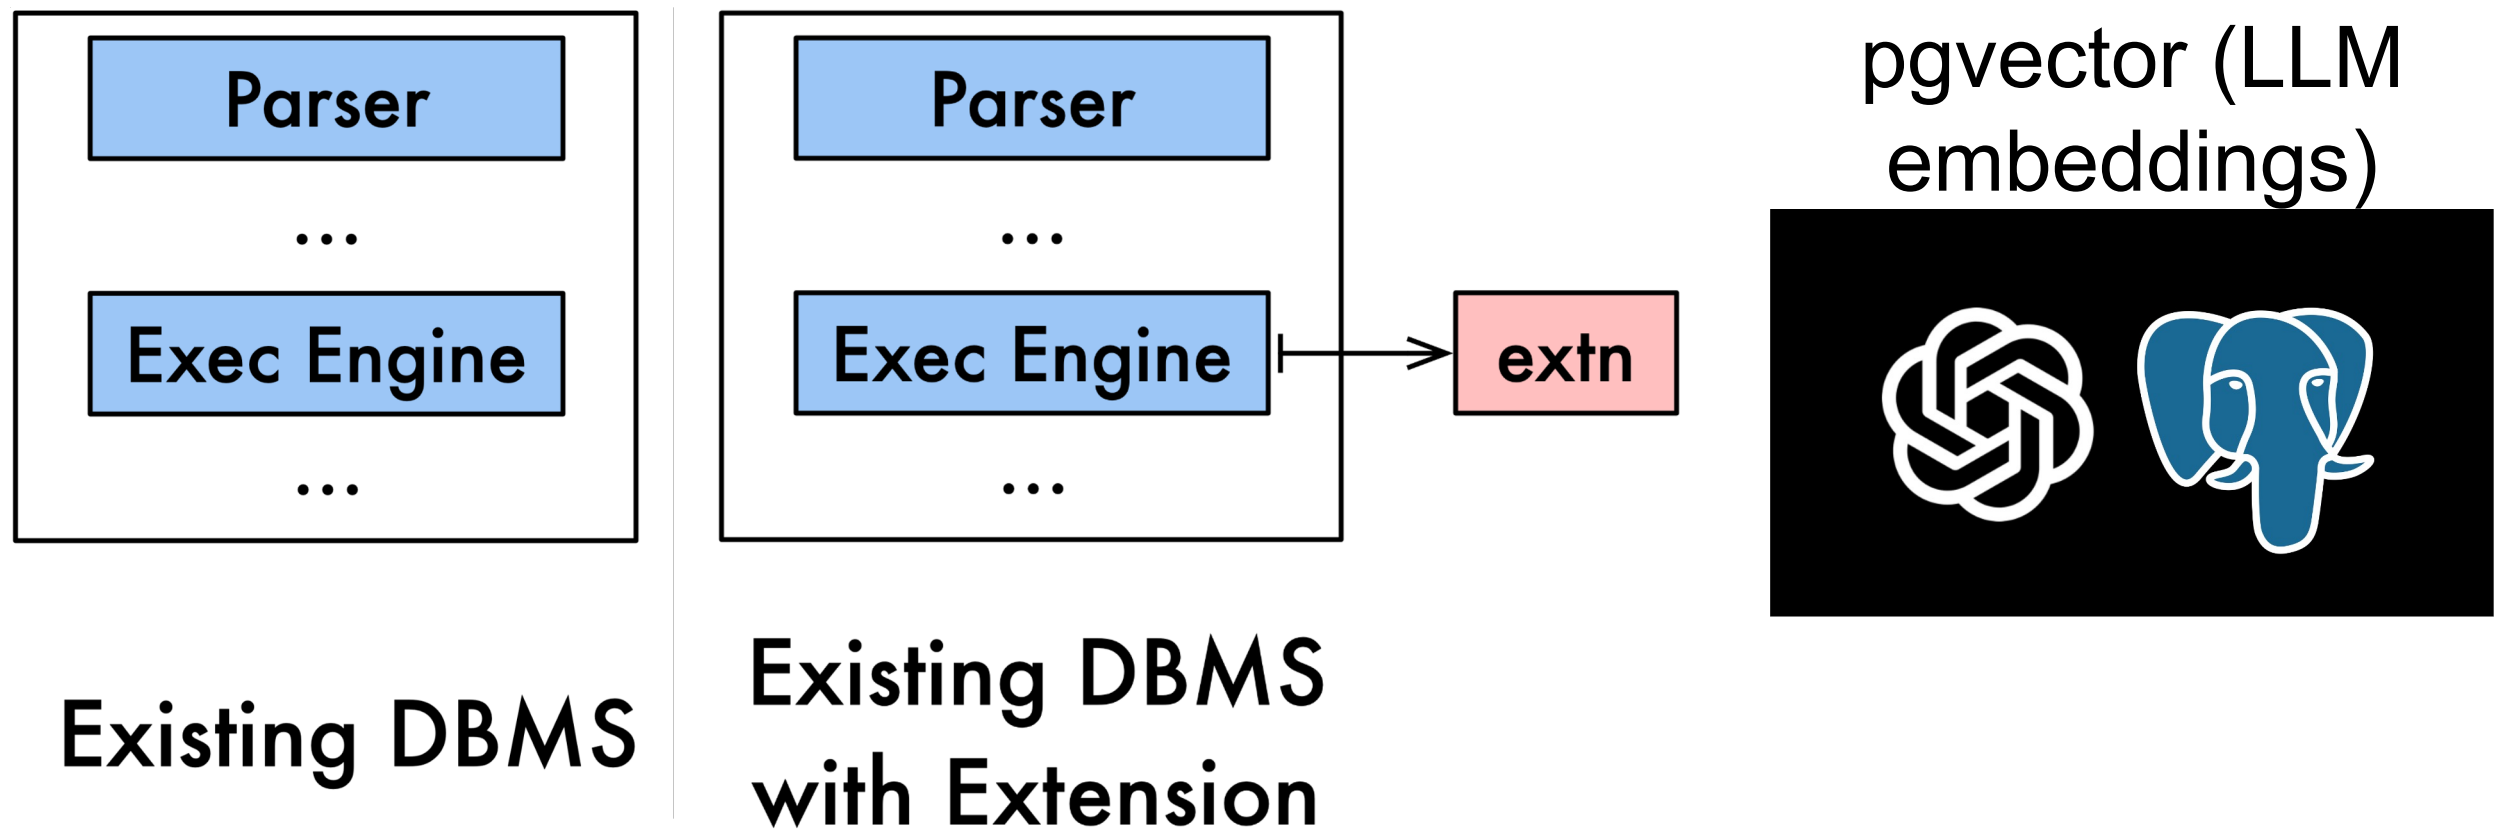 Parser
...
Exec Engine
...
Existing DBMS
Parser
...
Exec Engine
...
extn
Existing DBMS
with Extension
pgvector (LLM
embeddings)